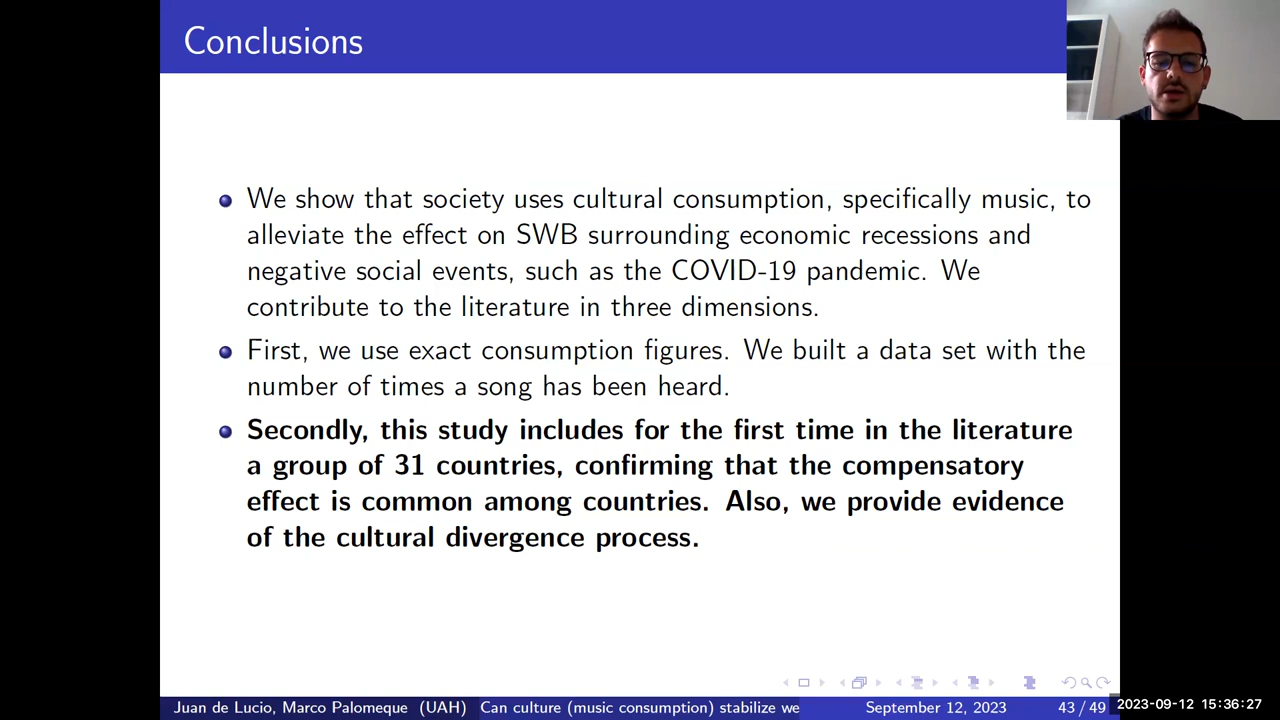 Conclusions
We show that society uses cultural consumption, specifically music, to
alleviate the effect on SWB surrounding economic recessions and
negative social events, such as the COVID-19 pandemic. We
contribute to the literature in three dimensions.
First, we use exact consumption figures. We built a data set with the
number of times a song has been heard.
Secondly, this study includes for the first time in the literature
a group of 31 countries, confirming that the compensatory
effect is common among countries. Also, we provide evidence
of the cultural divergence process.
Juan de Lucio, Marco Palomeque (UAH) Can culture (music consumption) stabilize we September 12, 2023 43 / 49
2023-09-12 15:36:27